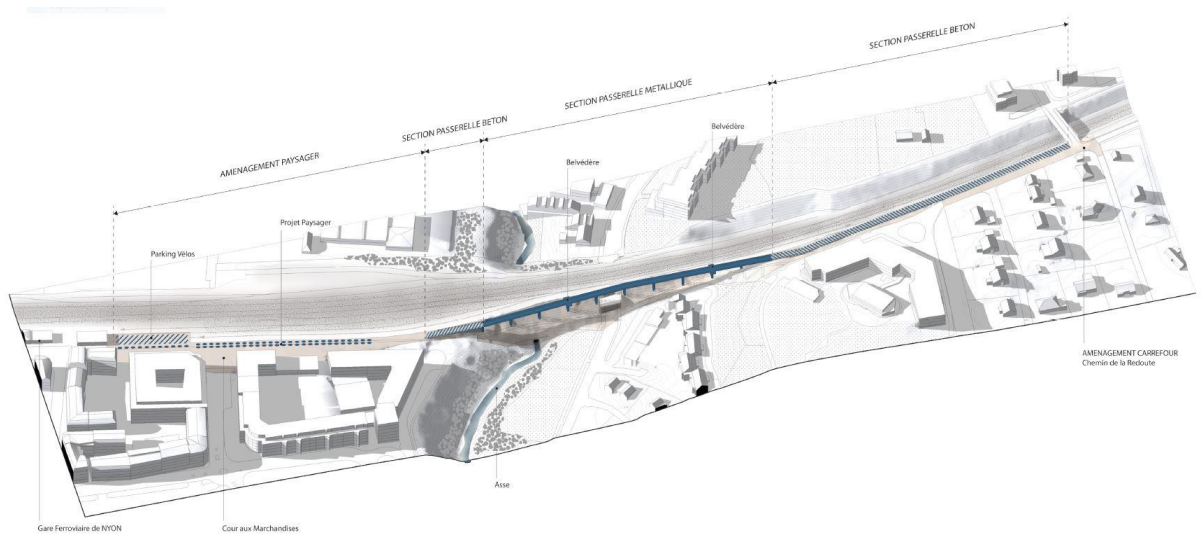 SECTION PASSERELLE BETON
SECTION PASSERELLE METALLIQUE
SECTION PASSERELLE BETON
AMENAGEMENT PAYSAGER
Belvédère
Belvédère
Projet Paysager
Parking Vélos
AMENAGEMENT CARREFOUR
Chemin de la Redoute
Asse
Gare Ferroviaire de NYON
Cour aux Marchandises